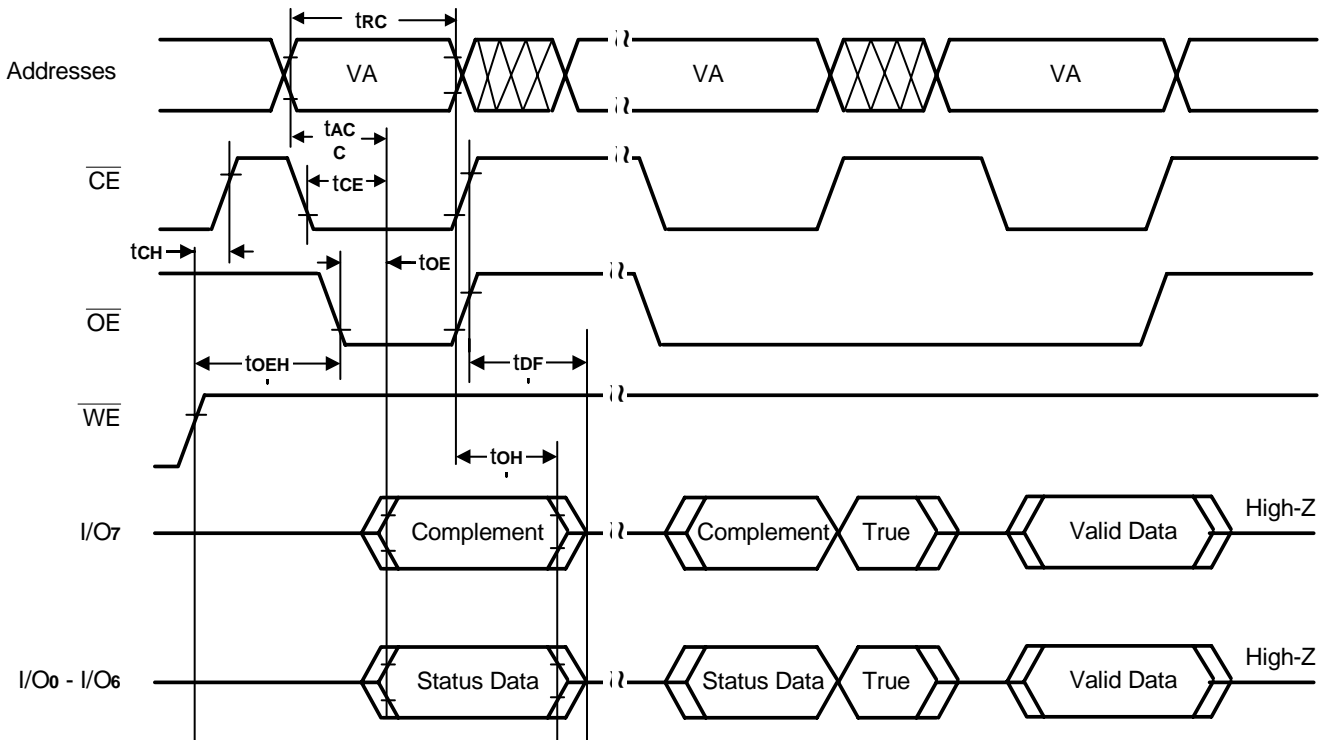 tRC
Addresses
VA
VA
VA
tAC
C
CE
tCE
tCH
tOE
OE
tOEH
tDF
WE
tOH
High-Z
I/O7
Complement
Complement
True
Valid Data
High-Z
I/O0 - I/O6
Status Data
Status Data
True
Valid Data